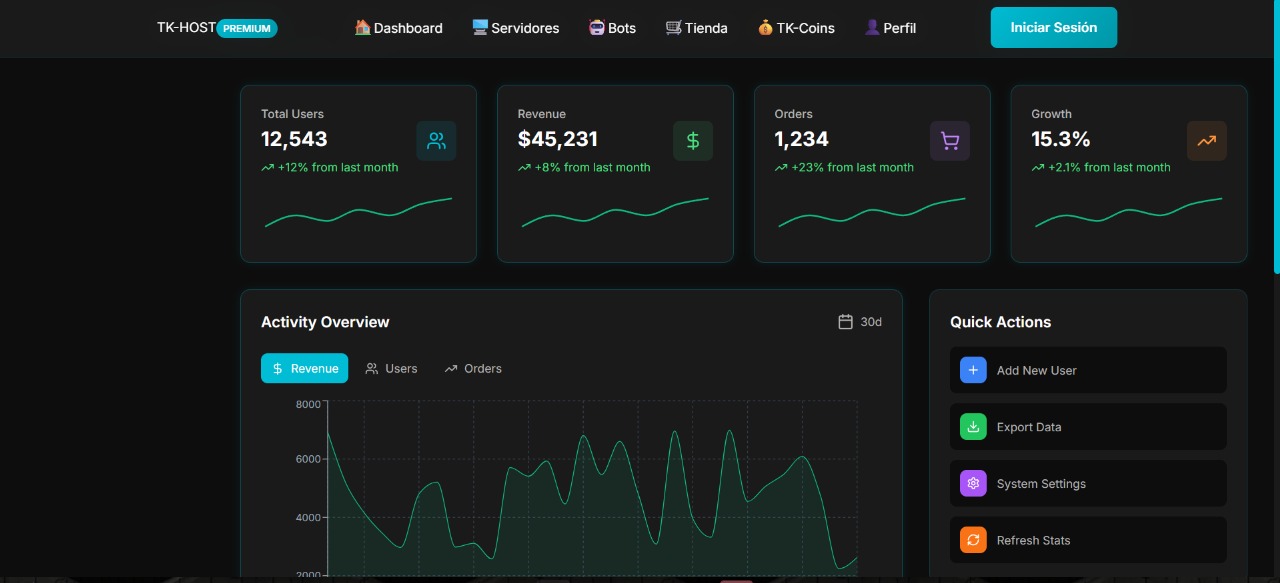 TK-HOST PREMIUM Dashboard Servidores Bots Tienda TK-Coins Perfil Iniciar Sesión
Total Users
12,543
+12% from last month
Revenue
$45,231
+8% from last month
Orders
1,234
+23% from last month
Growth
15.3%
+2.1% from last month
Activity Overview
30d
Revenue Users Orders
8000
6000
4000
2000
Quick Actions
Add New User
Export Data
System Settings
Refresh Stats